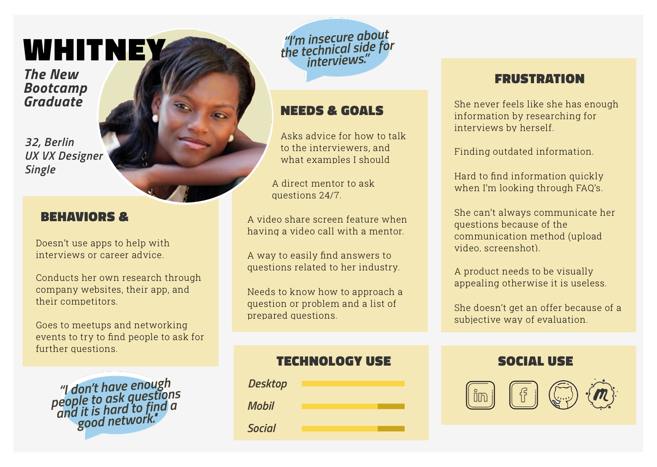 WHITNEY
The New
Bootcamp
Graduate
32, Berlin
UX VX Designer
Single
BEHAVIORS &
Doesn't use apps to help with
interviews or career advice.
Conducts her own research through
company websites, their app, and
their competitors.
Goes to meetups and networking
events to try to find people to ask for
further questions.
"I don't have enough
people to ask questions
and it is hard to find a
good network."
"I'm insecure about
the technical side for
interviews."
NEEDS & GOALS
Asks advice for how to talk
to the interviewers, and
what examples I should
A direct mentor to ask
questions 24/7.
A video share screen feature when
having a video call with a mentor.
A way to easily find answers to
questions related to her industry.
Needs to know how to approach a
question or problem and a list of
prepared questions.
TECHNOLOGY USE
Desktop
Mobil
Social
FRUSTRATION
She never feels like she has enough
information by researching for
interviews by herself.
Finding outdated information.
Hard to find information quickly
when I'm looking through FAQ's.
She can't always communicate her
questions because of the
communication method (upload
video, screenshot).
A product needs to be visually
appealing otherwise it is useless.
She doesn't get an offer because of a
subjective way of evaluation.
SOCIAL USE
in
f
m